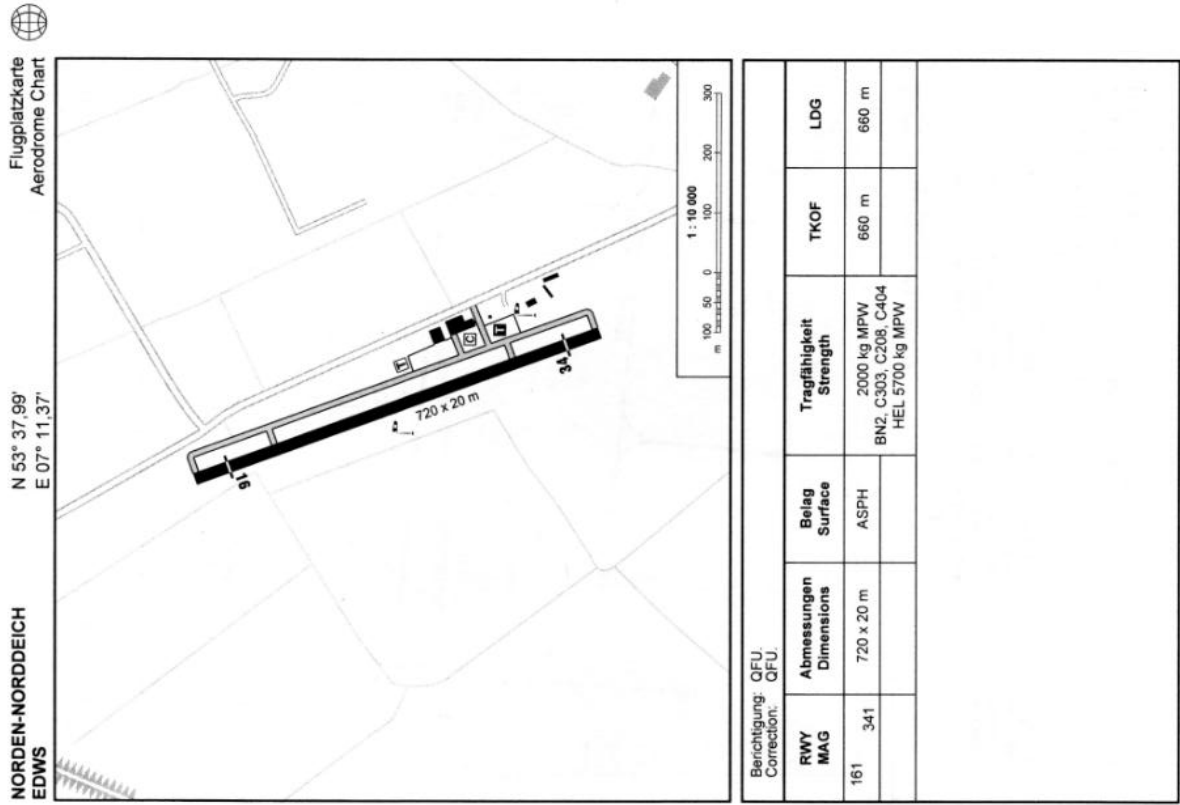 NORDEN-NORDDEICH
EDWS
N 53° 37,99'
E 07° 11,37'
Flugplatzkarte
Aerodrome Chart
16
720 x 20 m
34
T
C
T
1 : 10 000
m 100 50 0 100 200 300
Berichtigung: QFU.
Correction: QFU.
RWY
MAG
Abmessungen
Dimensions
Belag
Surface
Tragfähigkeit
Strength
TKOF
LDG
161
341
720 x 20 m
ASPH
2000 kg MPW
BN2, C303, C208, C404
HEL 5700 kg MPW
660 m
660 m